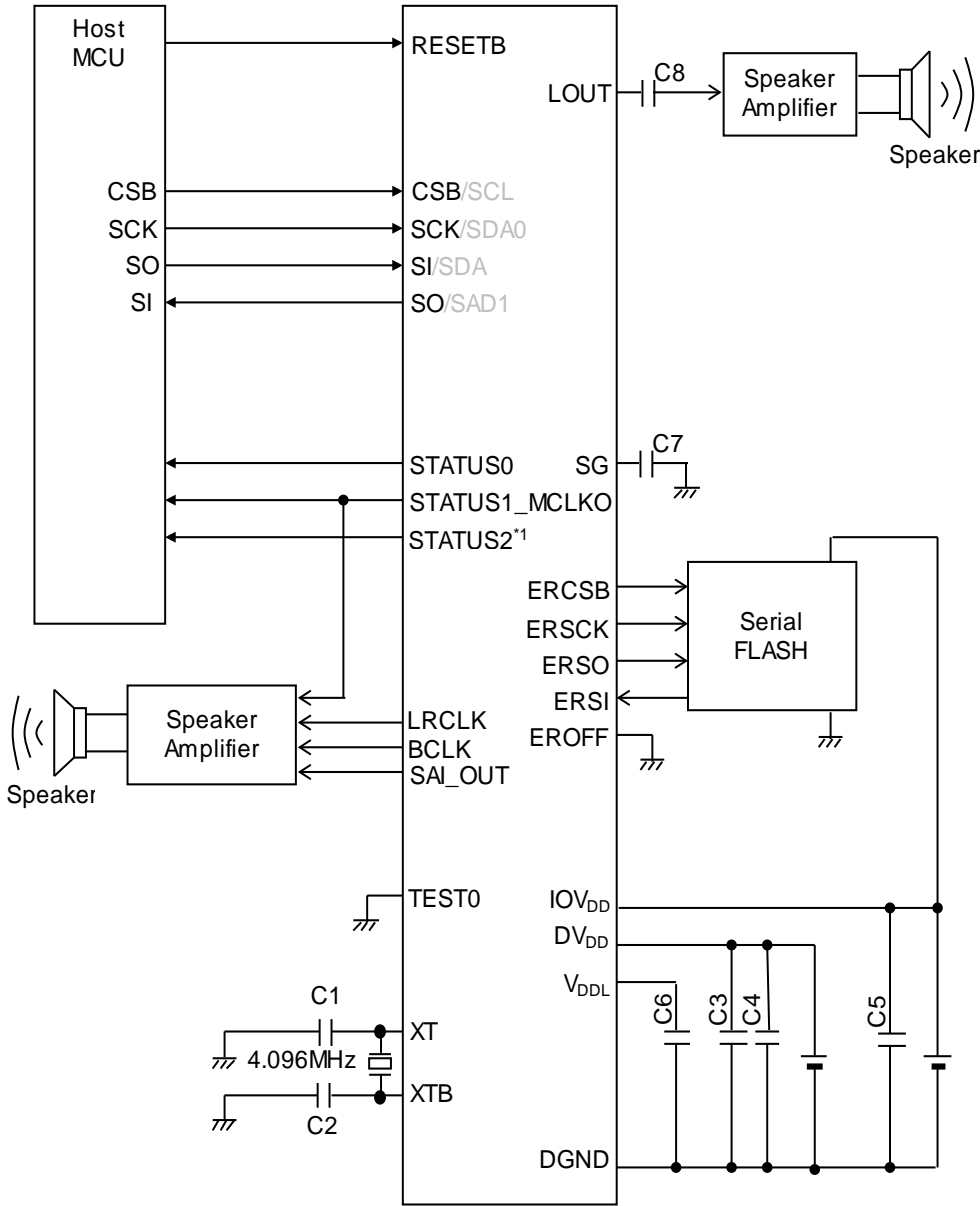 Host
MCU
RESETB
LOUT
C8
Speaker
Amplifier
Speaker
CSB
SCK
SO
SI
CSB/SCL
SCK/SDA0
SI/SDA
SO/SAD1
STATUS0
STATUS1_MCLKO
STATUS2*1
SG
C7
ERCSB
ERSCK
ERSO
ERSI
EROFF
Serial
FLASH
Speaker
Amplifier
Speaker
LRCLK
BCLK
SAI_OUT
TEST0
IOVDD
DVDD
VDDL
C6
C3
C4
C5
C1
XT
4.096MHz
XTB
C2
DGND